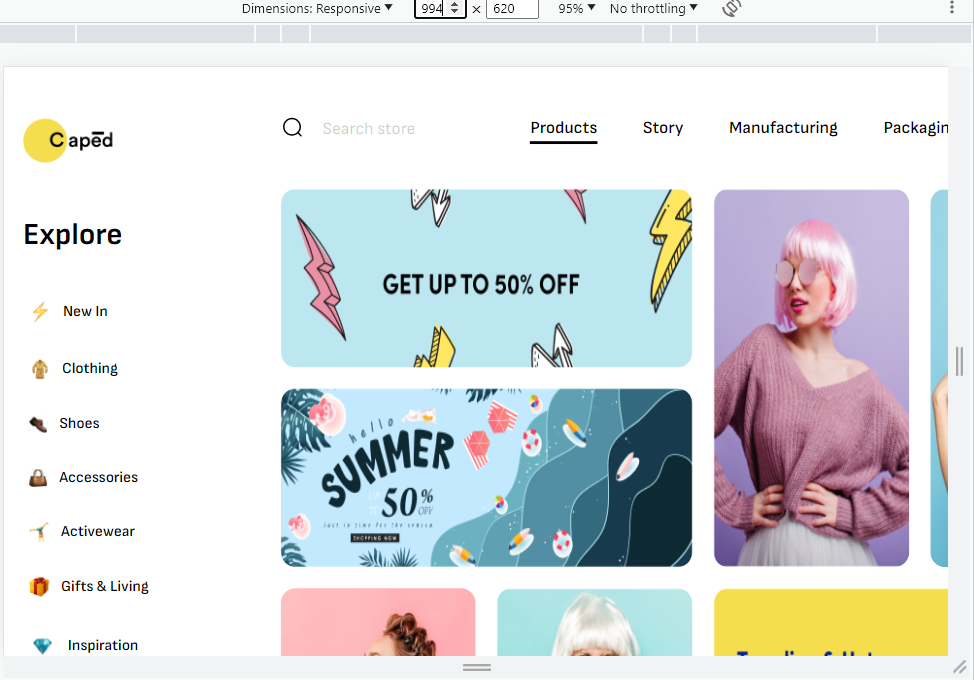 Dimensions: Responsive ▼ 994 × 620 95% ▼ No throttling ▼
Caped
Search store
Products Story Manufacturing Packagin
Explore
New In
Clothing
Shoes
Accessories
Activewear
Gifts & Living
Inspiration
GET UP TO 50% OFF
hello
SUMMER
UP TO 50% OFF
Just in time for the season
SHOPPING NOW